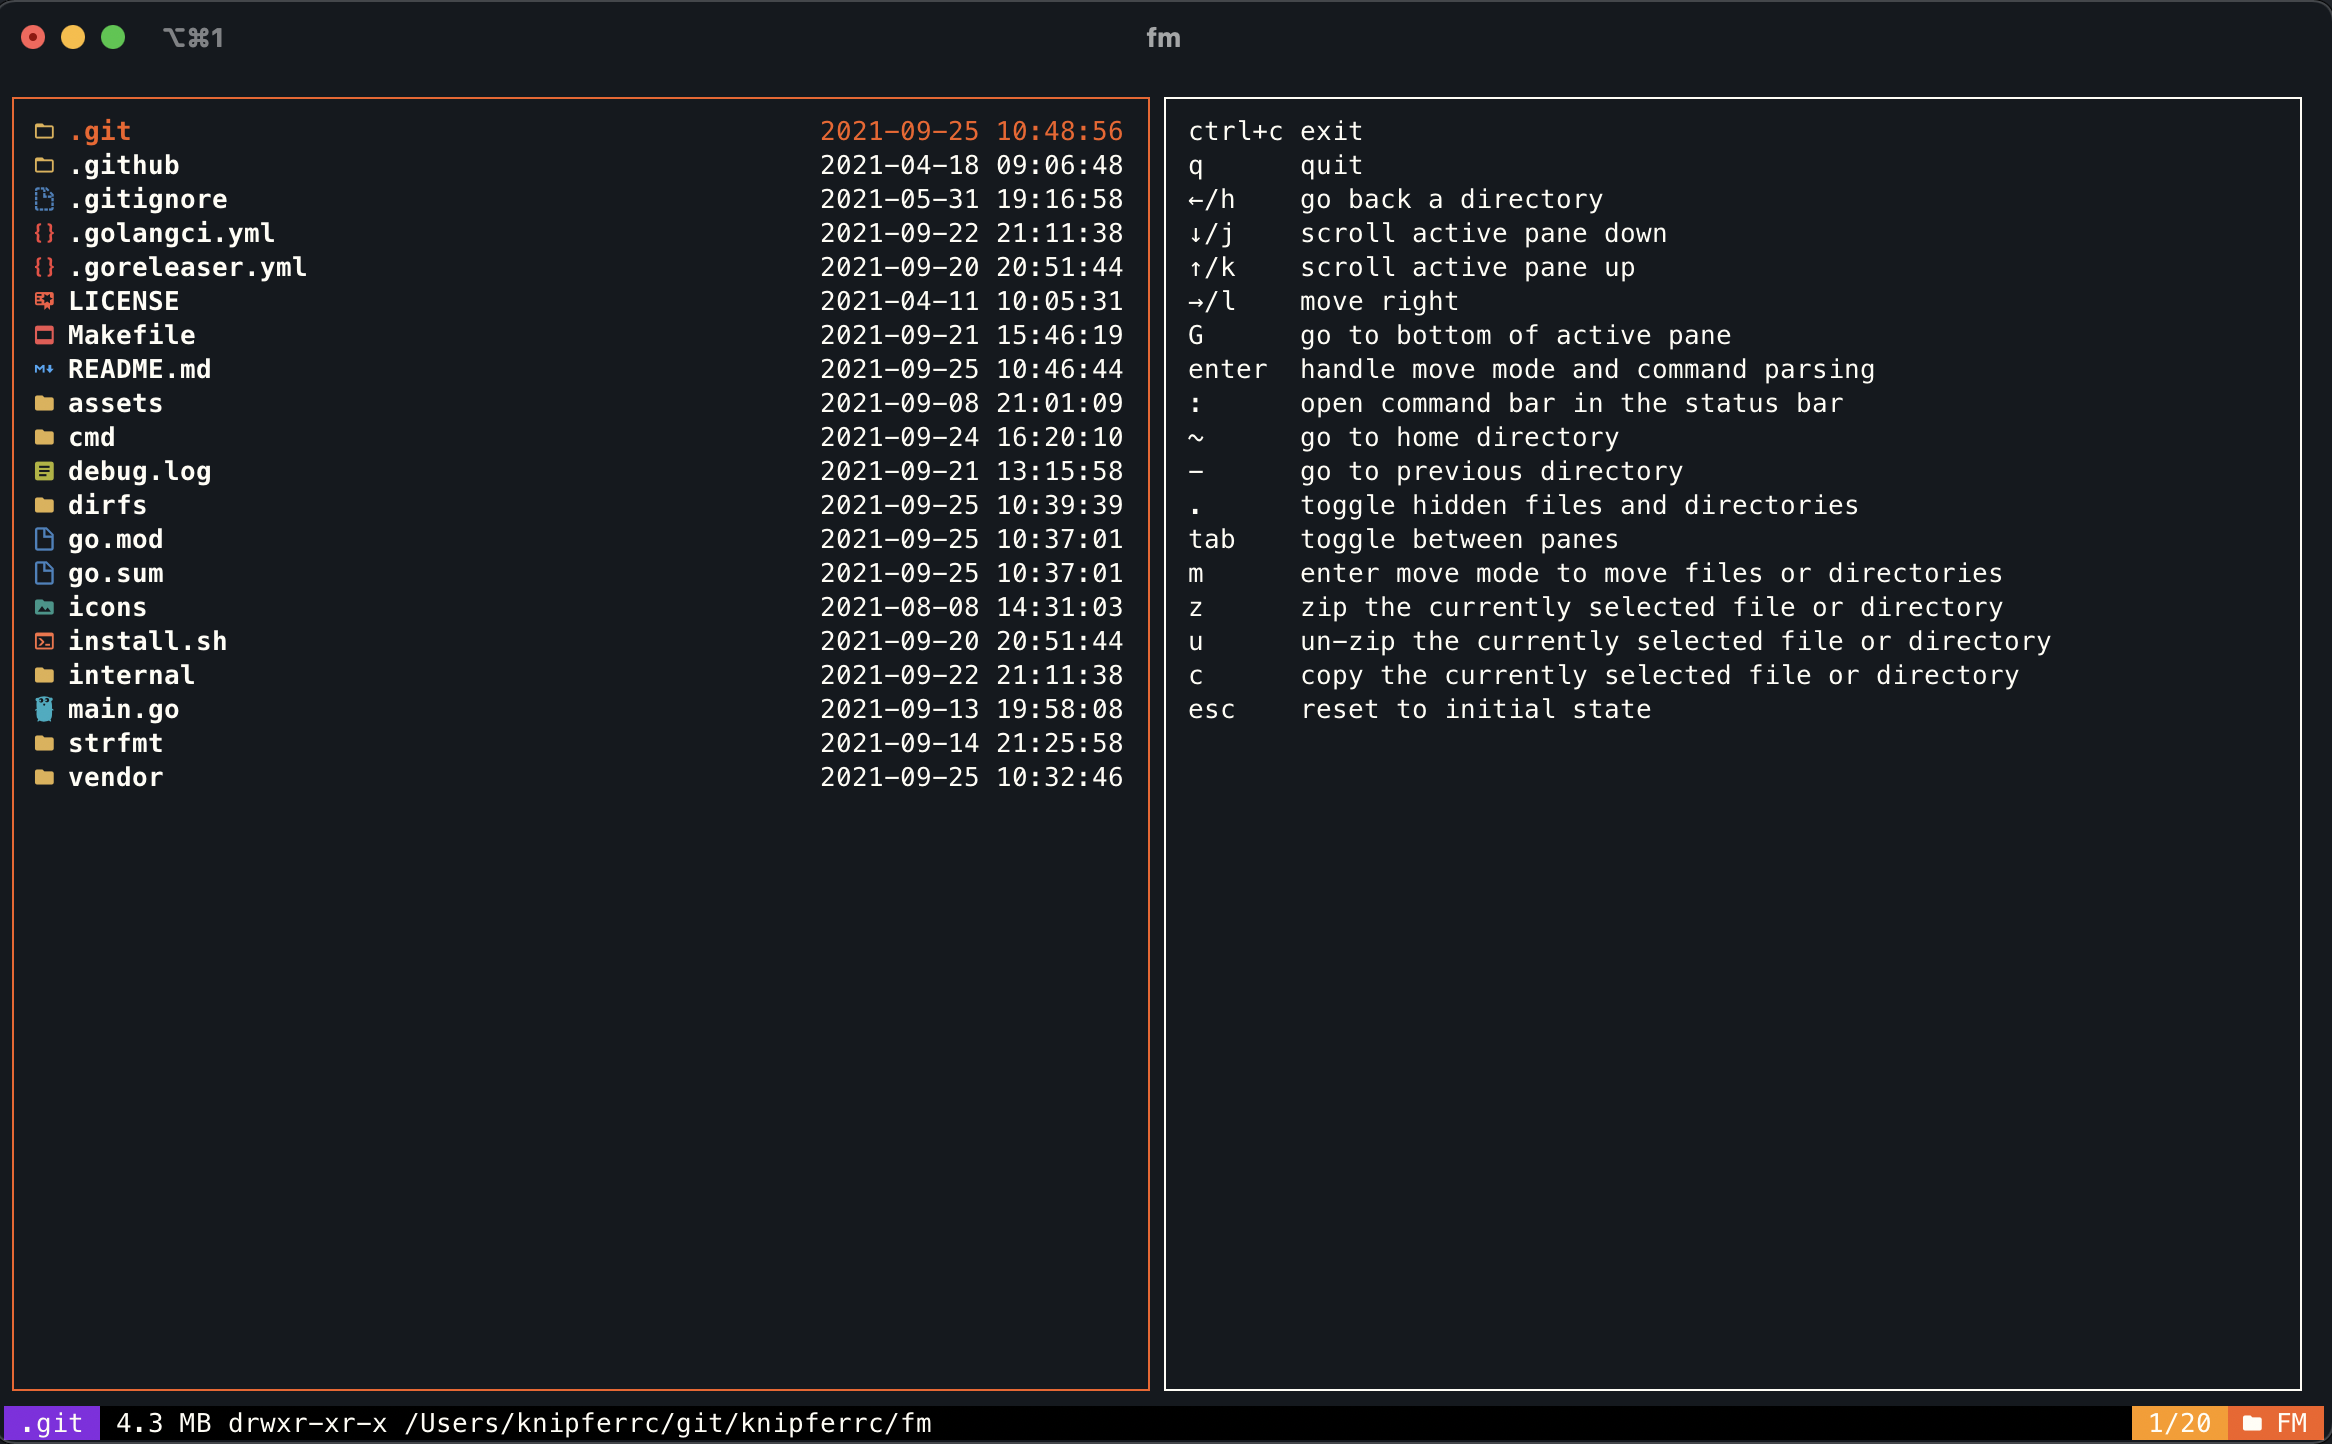 ⌥⌘1 fm
.git 2021-09-25 10:48:56
.github 2021-04-18 09:06:48
.gitignore 2021-05-31 19:16:58
.golangci.yml 2021-09-22 21:11:38
.goreleaser.yml 2021-09-20 20:51:44
LICENSE 2021-04-11 10:05:31
Makefile 2021-09-21 15:46:19
README.md 2021-09-25 10:46:44
assets 2021-09-08 21:01:09
cmd 2021-09-24 16:20:10
debug.log 2021-09-21 13:15:58
dirfs 2021-09-25 10:39:39
go.mod 2021-09-25 10:37:01
go.sum 2021-09-25 10:37:01
icons 2021-08-08 14:31:03
install.sh 2021-09-20 20:51:44
internal 2021-09-22 21:11:38
main.go 2021-09-13 19:58:08
strfmt 2021-09-14 21:25:58
vendor 2021-09-25 10:32:46
ctrl+c exit
q quit
←/h go back a directory
↓/j scroll active pane down
↑/k scroll active pane up
→/l move right
G go to bottom of active pane
enter handle move mode and command parsing
: open command bar in the status bar
~ go to home directory
- go to previous directory
. toggle hidden files and directories
tab toggle between panes
m enter move mode to move files or directories
z zip the currently selected file or directory
u un-zip the currently selected file or directory
c copy the currently selected file or directory
esc reset to initial state
.git 4.3 MB drwxr-xr-x /Users/knipferrc/git/knipferrc/fm 1/20 FM